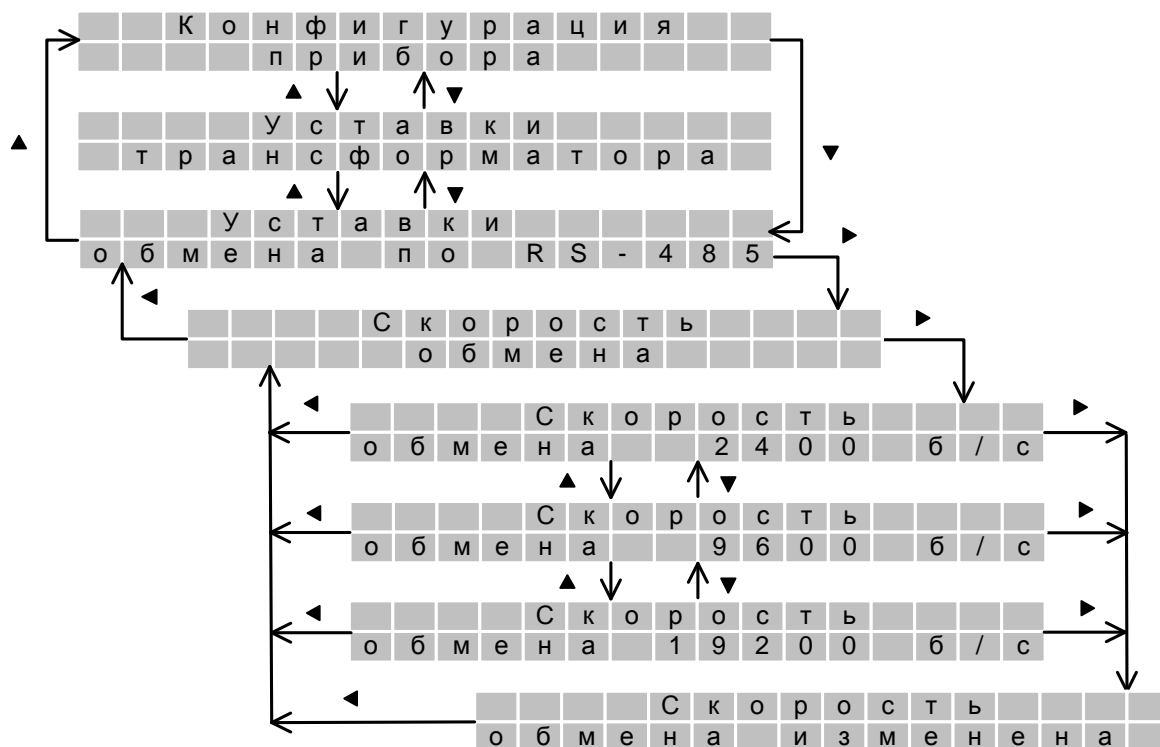 Конфигурация
прибора
Уставки
трансформатора
Уставки
обмена по RS-485
Скорость
обмена
Скорость
обмена 2400 б/с
Скорость
обмена 9600 б/с
Скорость
обмена 19200 б/с
Скорость
обмена изменена